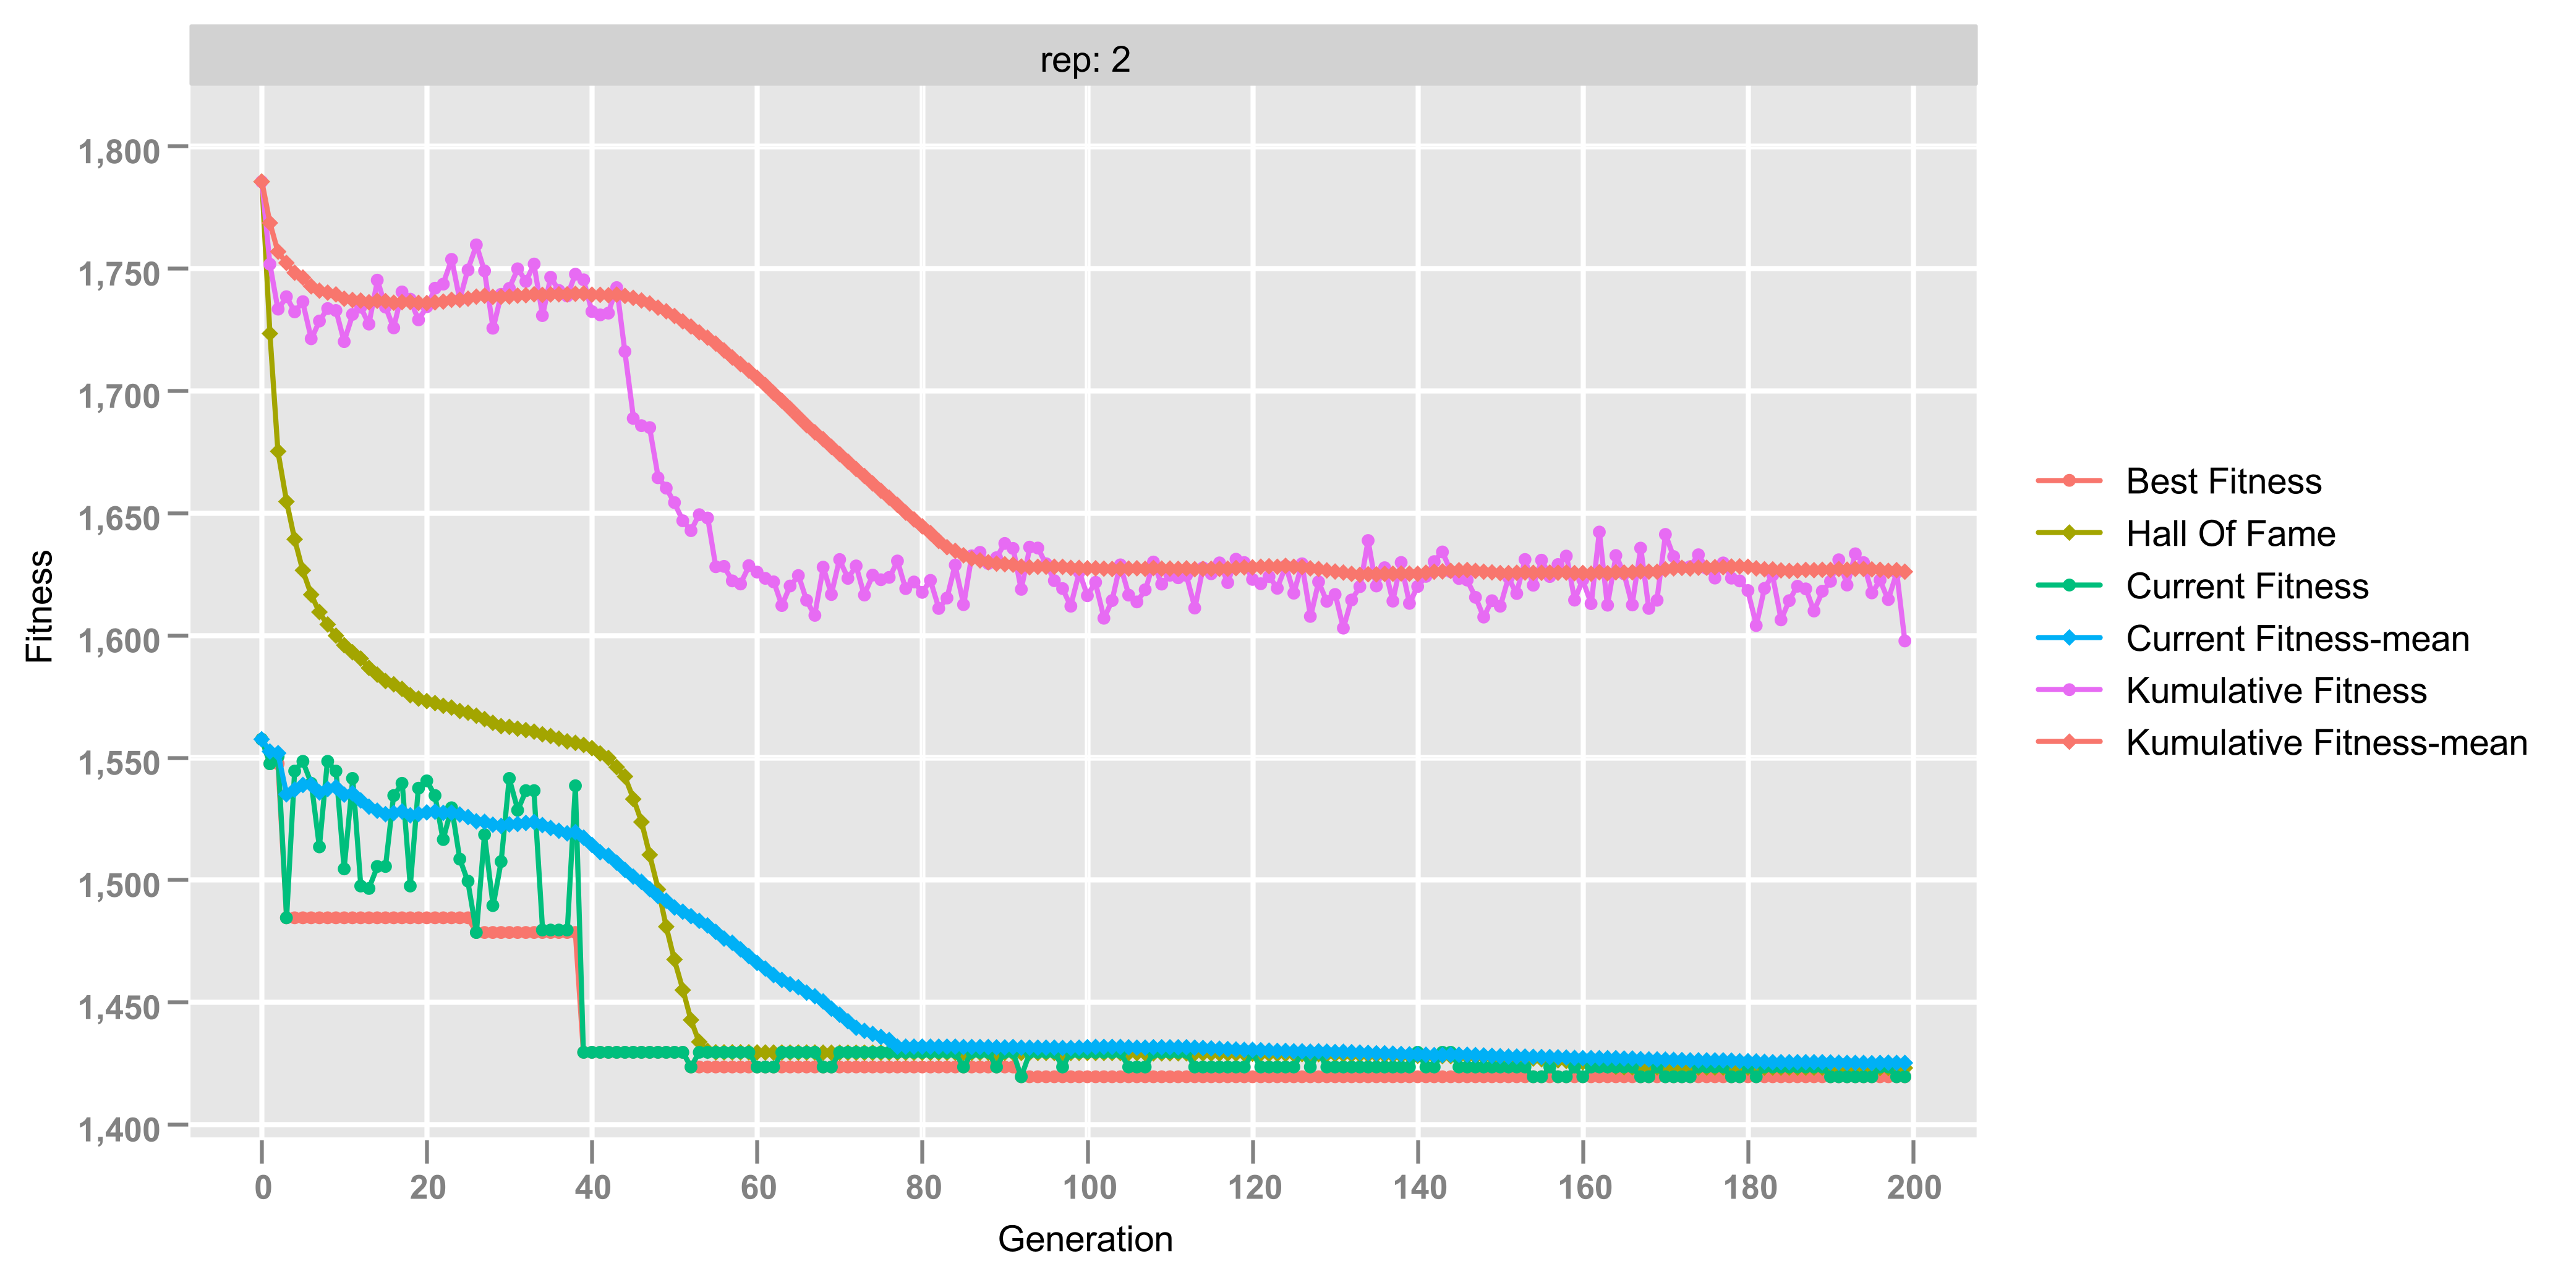 rep: 2
1,800
1,750
1,700
1,650
1,600
1,550
1,500
1,450
1,400
Fitness
0 20 40 60 80 100 120 140 160 180 200
Generation
Best Fitness
Hall Of Fame
Current Fitness
Current Fitness-mean
Kumulative Fitness
Kumulative Fitness-mean